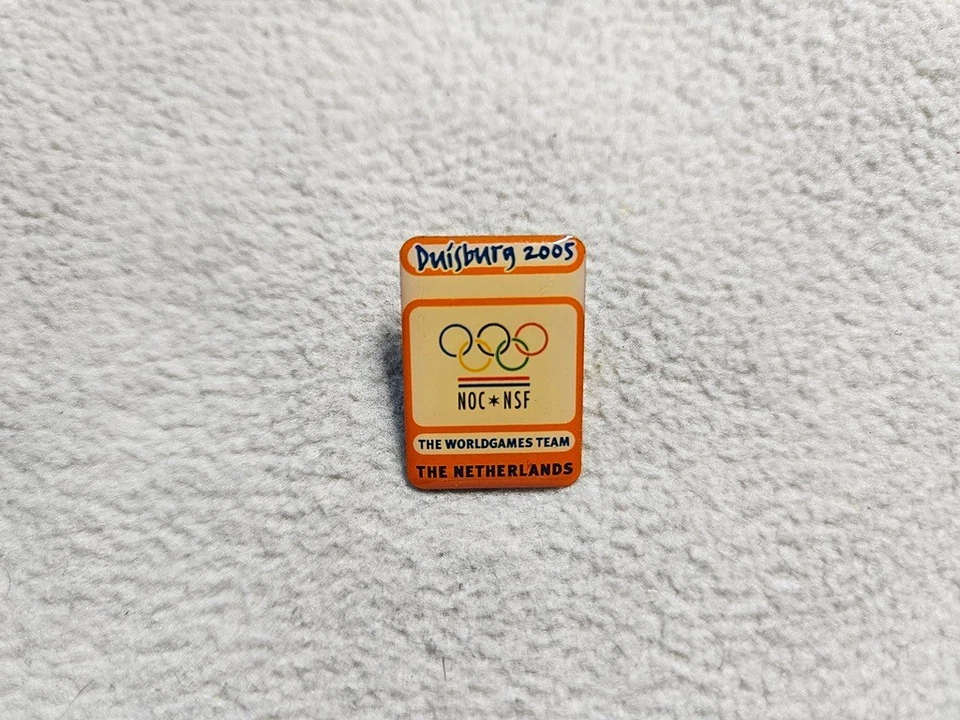 Duisburg 2005
NOC✶NSF
THE WORLDGAMES TEAM
THE NETHERLANDS